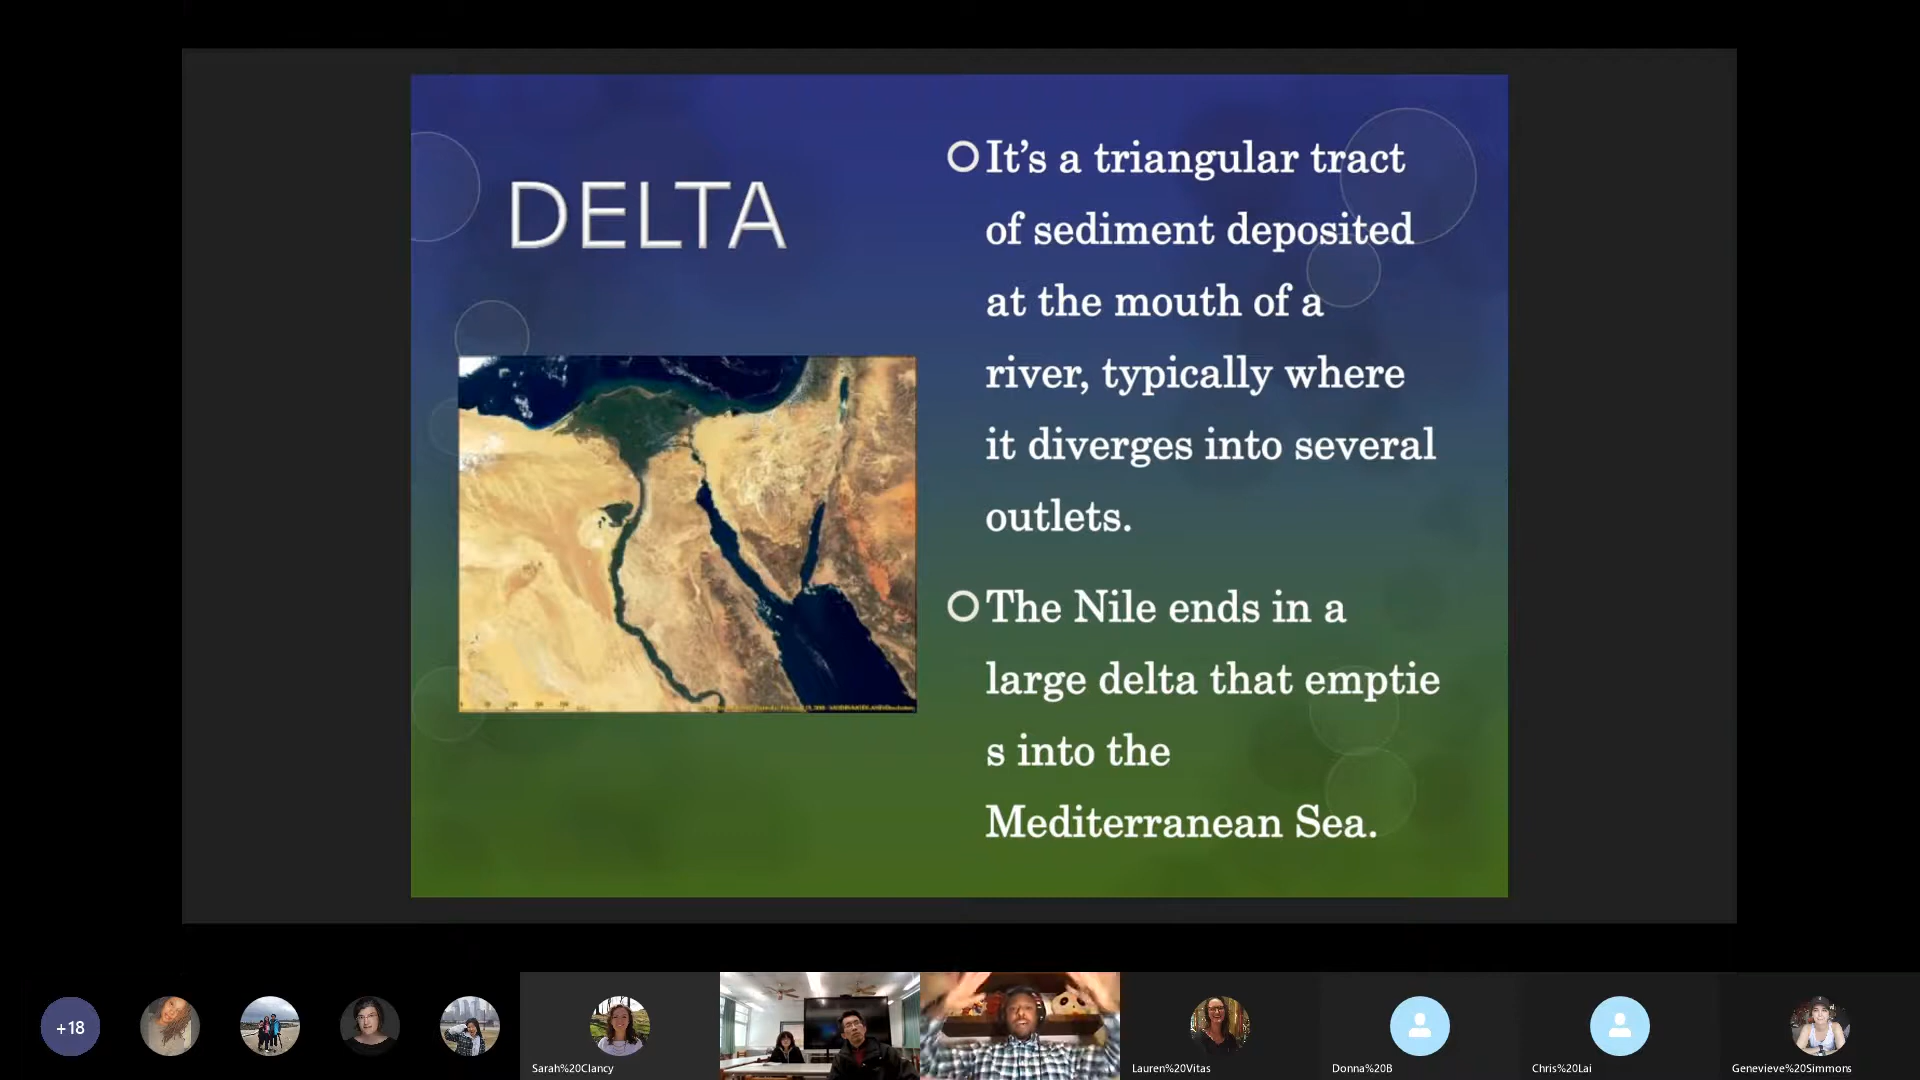 DELTA
It’s a triangular tract
of sediment deposited
at the mouth of a
river, typically where
it diverges into several
outlets.
The Nile ends in a
large delta that emptie
s into the
Mediterranean Sea.
+18
Sarah%20Clancy
Lauren%20Vitas
Donna%20B
Chris%20Lai
Genevieve%20Simmons